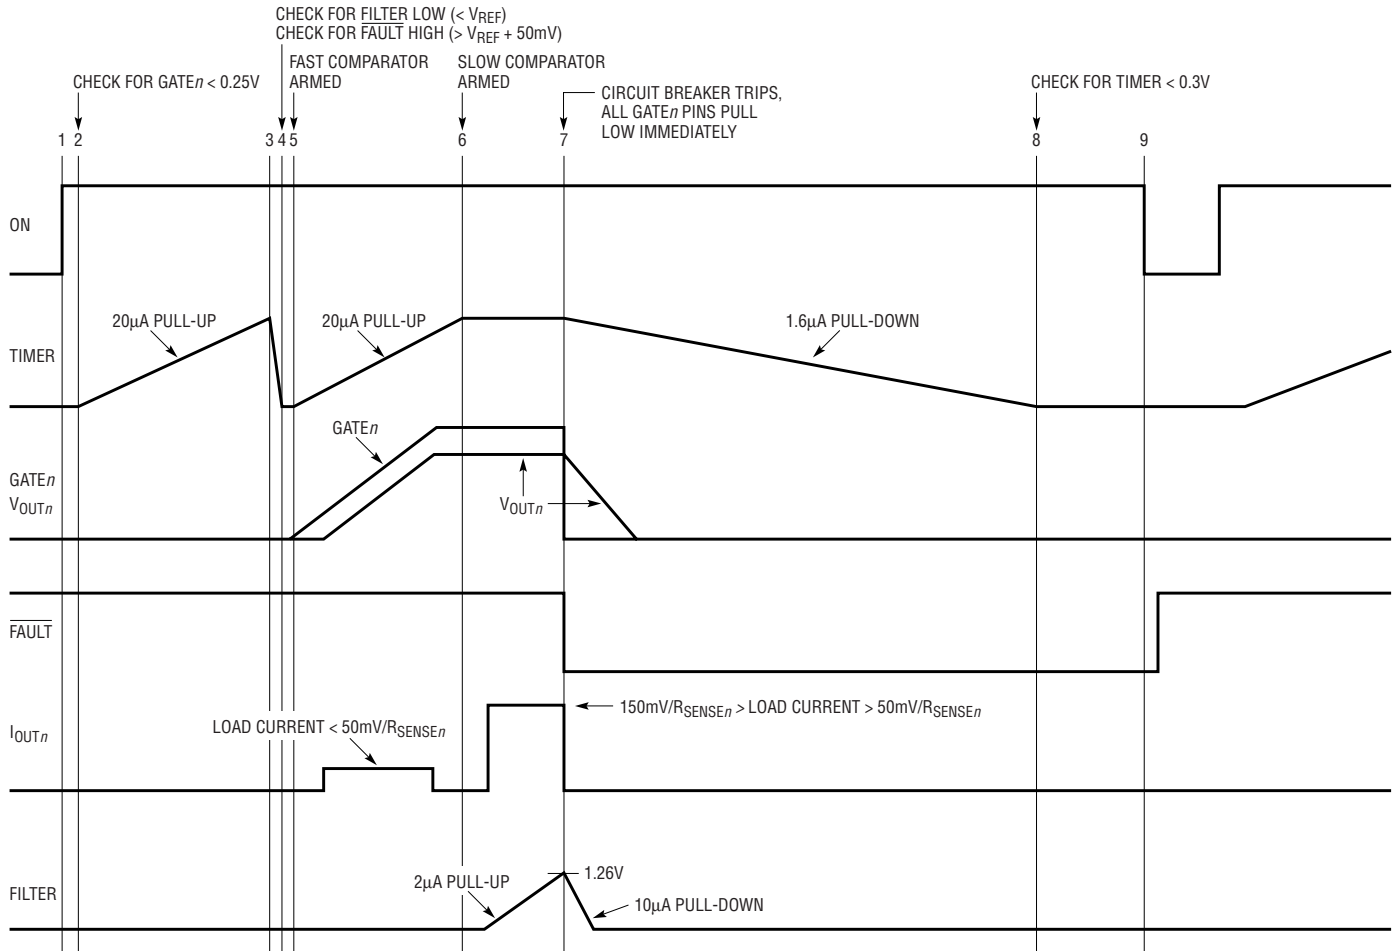 CHECK FOR FILTER LOW (< VREF)
CHECK FOR FAULT HIGH (> VREF + 50mV)
FAST COMPARATOR
ARMED
SLOW COMPARATOR
ARMED
CHECK FOR GATEn < 0.25V
CIRCUIT BREAKER TRIPS,
ALL GATEn PINS PULL
LOW IMMEDIATELY
CHECK FOR TIMER < 0.3V
1 2 3 4 5 6 7 8 9
ON
20µA PULL-UP
20µA PULL-UP
1.6µA PULL-DOWN
TIMER
GATEn
GATEn
VOUTn
VOUTn
FAULT
150mV/RSENSEn > LOAD CURRENT > 50mV/RSENSEn
LOAD CURRENT < 50mV/RSENSEn
IOUTn
1.26V
2µA PULL-UP
FILTER
10µA PULL-DOWN